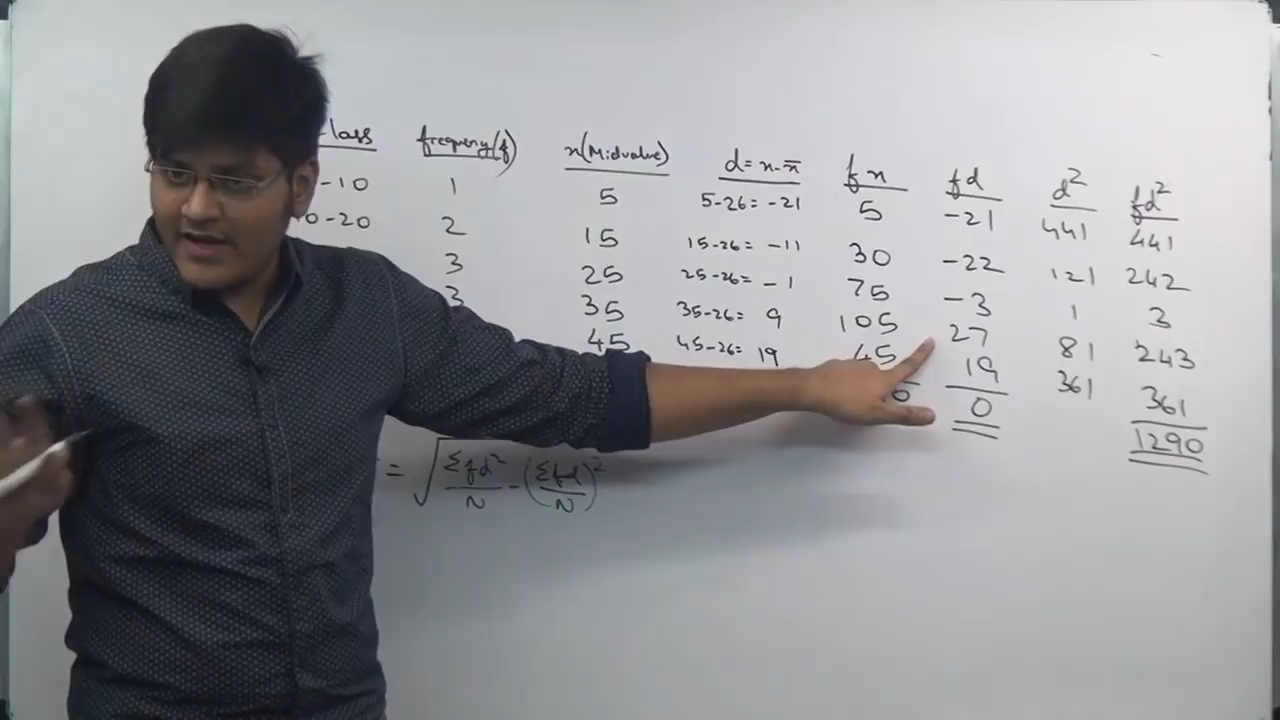 lass frequency(f) x(Midvalue) d = x-x̄ fx fd d² fd²
-10 1 5 5-26 = -21 5 -21 441 441
0-20 2 15 15-26 = -11 30 -22 121 242
3 25 25-26 = -1 75 -3 1 3
3 35 35-26 = 9 105 27 81 243
45 45-26 = 19 45 19 361 361
0 0 1290
= √(Σfd²/N - (Σfd/N)²)